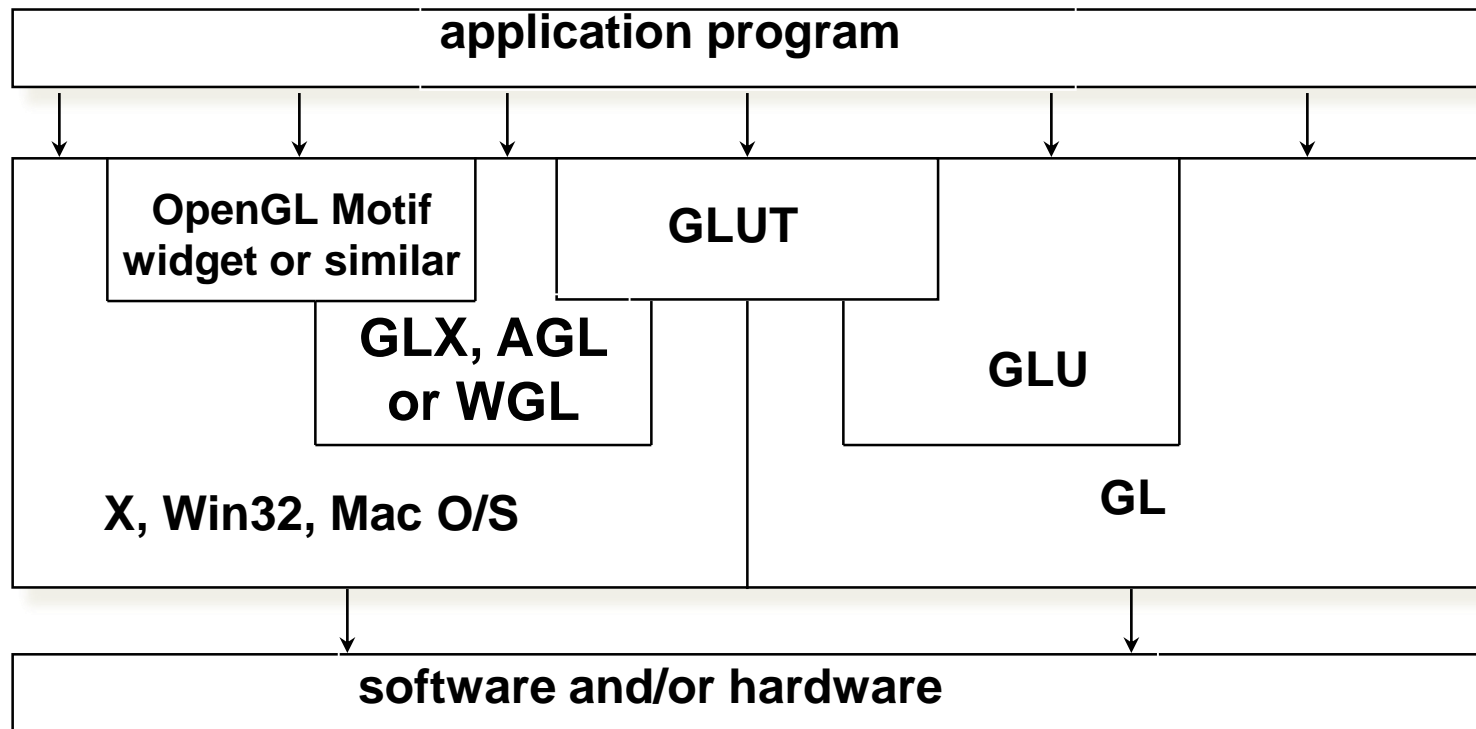 application program
OpenGL Motif
widget or similar
GLUT
GLX, AGL
or WGL
GLU
X, Win32, Mac O/S
GL
software and/or hardware